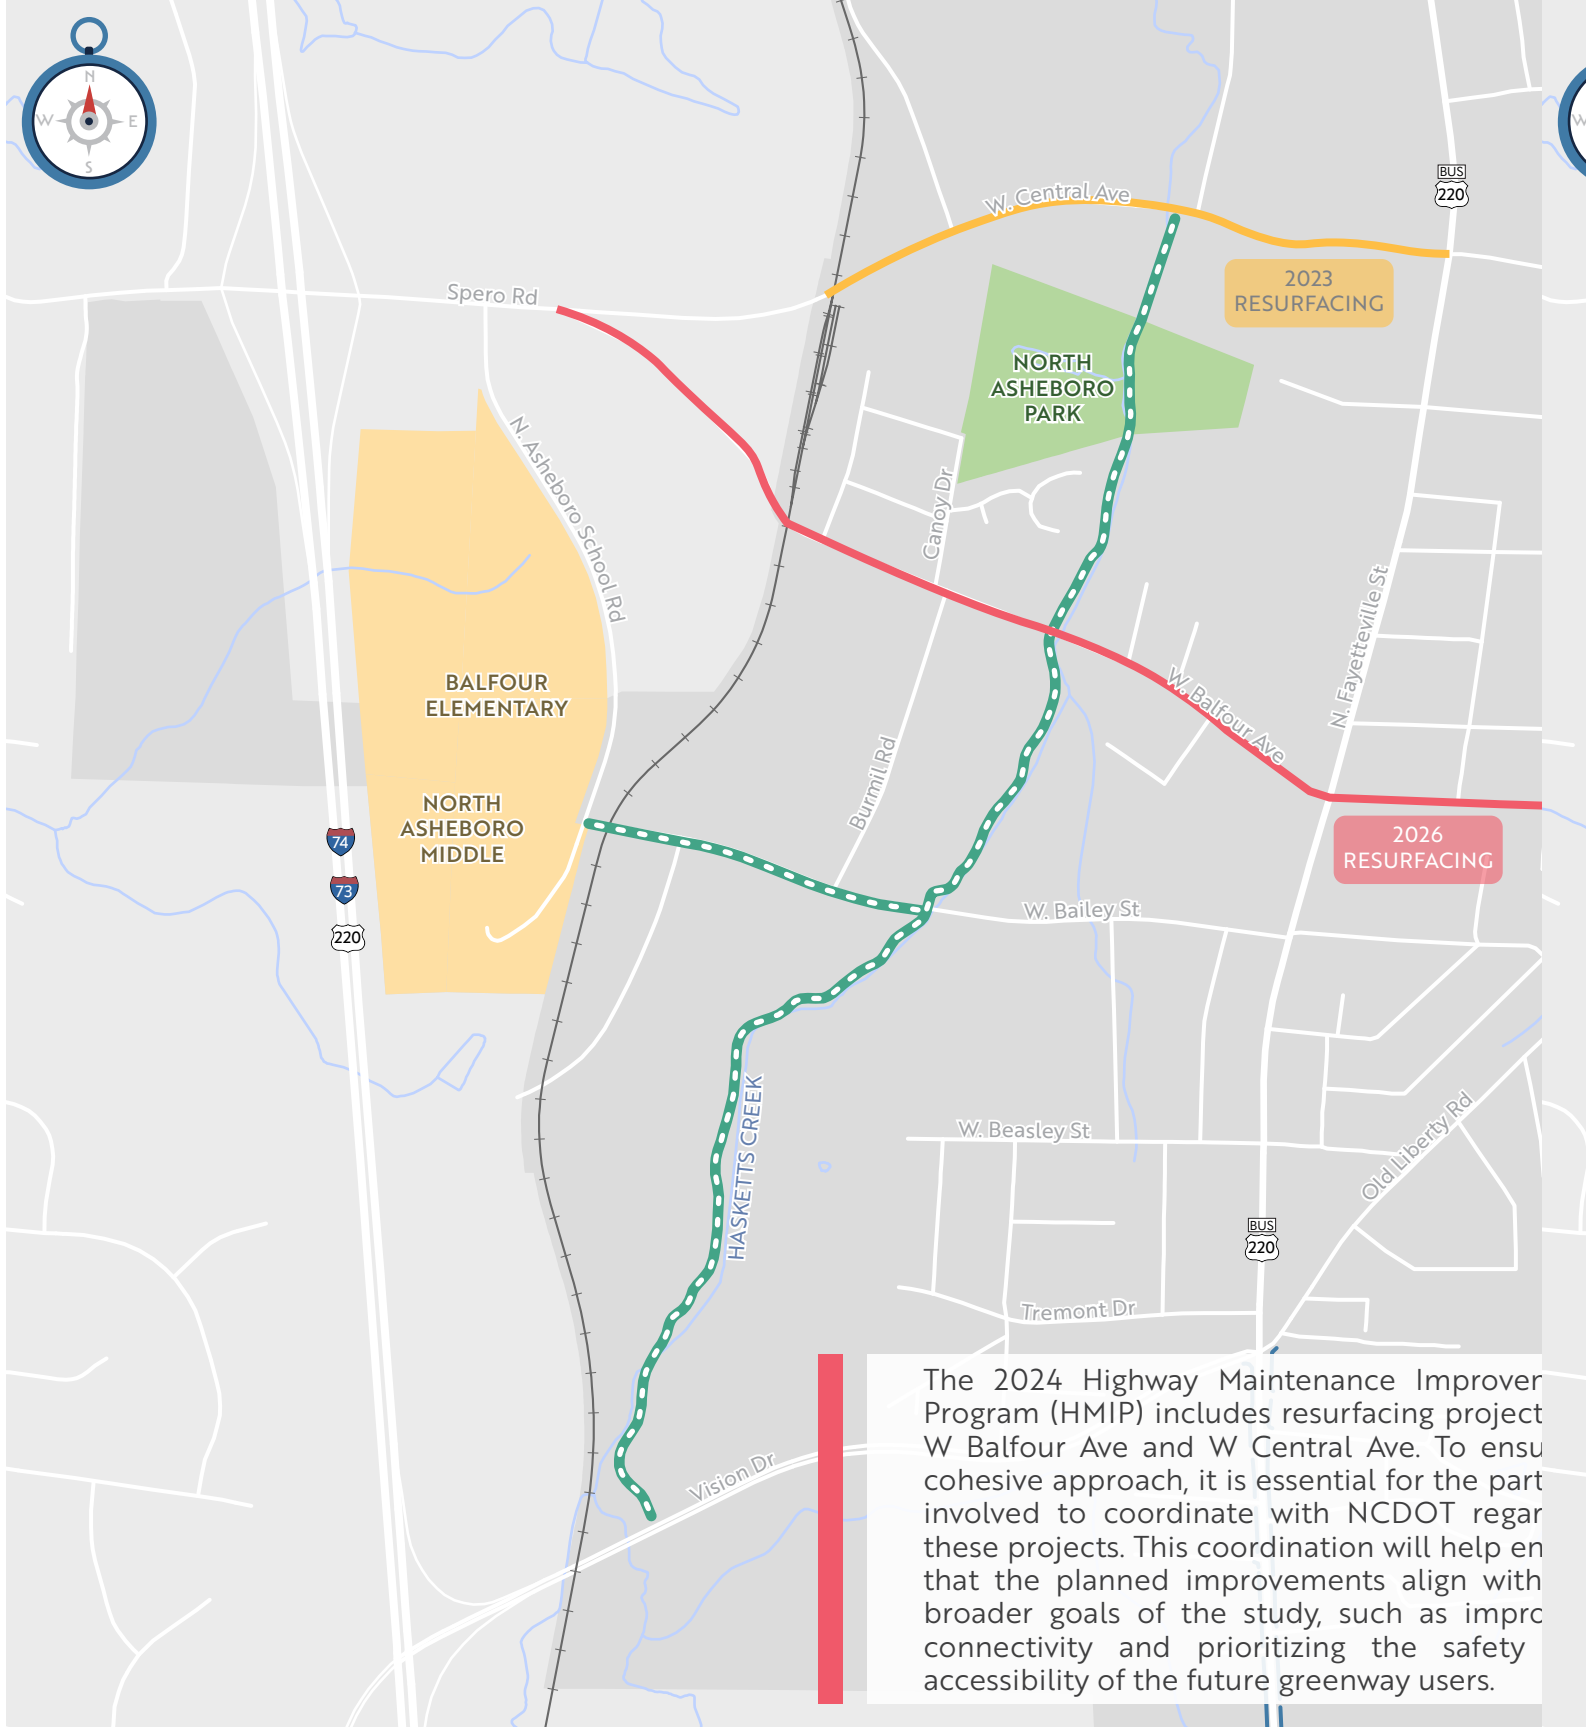 N
W
E
S
W
W. Central Ave
BUS
220
Spero Rd
2023
RESURFACING
NORTH
ASHEBORO
PARK
N. Asheboro School Rd
Canoy Dr
N. Fayetteville St
BALFOUR
ELEMENTARY
W. Balfour Ave
Burmil Rd
NORTH
ASHEBORO
MIDDLE
74
73
220
2026
RESURFACING
W. Bailey St
HASKETTS CREEK
W. Beasley St
Old Liberty Rd
BUS
220
Tremont Dr
Vision Dr
The 2024 Highway Maintenance Improvem
Program (HMIP) includes resurfacing project
W Balfour Ave and W Central Ave. To ensu
cohesive approach, it is essential for the part
involved to coordinate with NCDOT regar
these projects. This coordination will help en
that the planned improvements align with
broader goals of the study, such as impro
connectivity and prioritizing the safety
accessibility of the future greenway users.